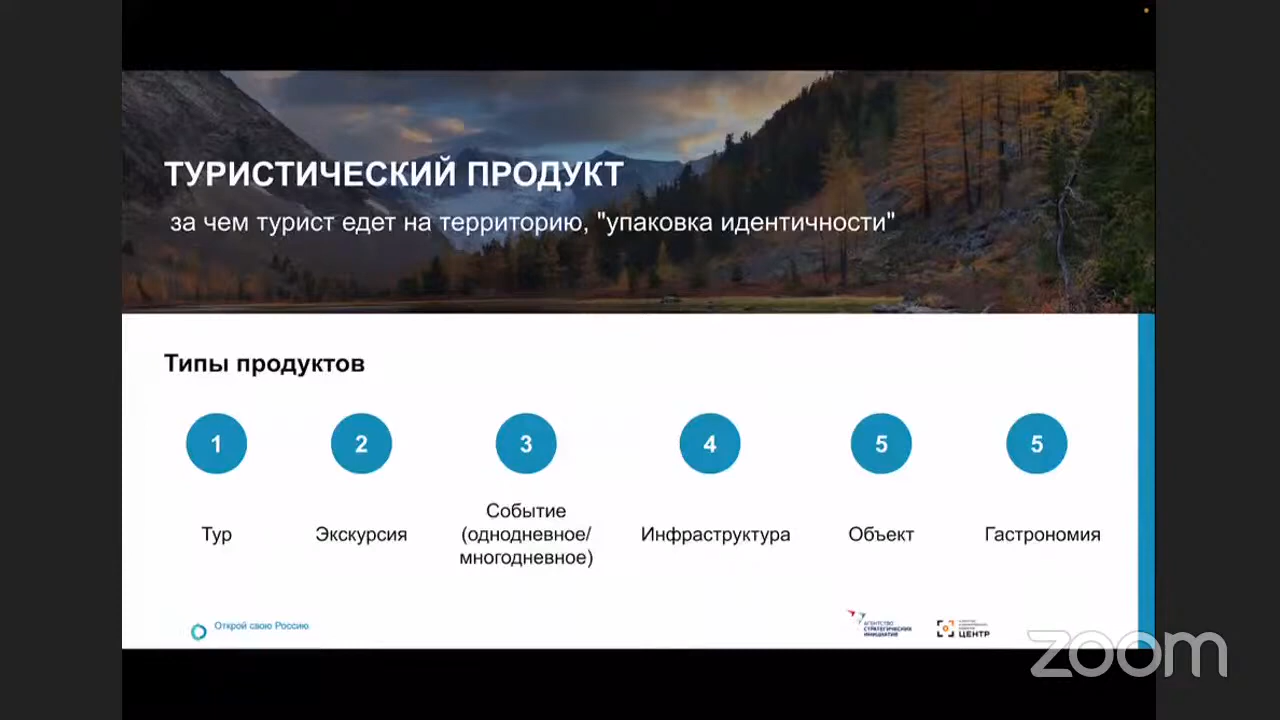 ТУРИСТИЧЕСКИЙ ПРОДУКТ
за чем турист едет на территорию, "упаковка идентичности"
Типы продуктов
1
2
3
4
5
5
Тур
Экскурсия
Событие
(однодневное/
многодневное)
Инфраструктура
Объект
Гастрономия
Открой свою Россию
АГЕНТСТВО
СТРАТЕГИЧЕСКИХ
ИНИЦИАТИВ
ЦЕНТР
zoom